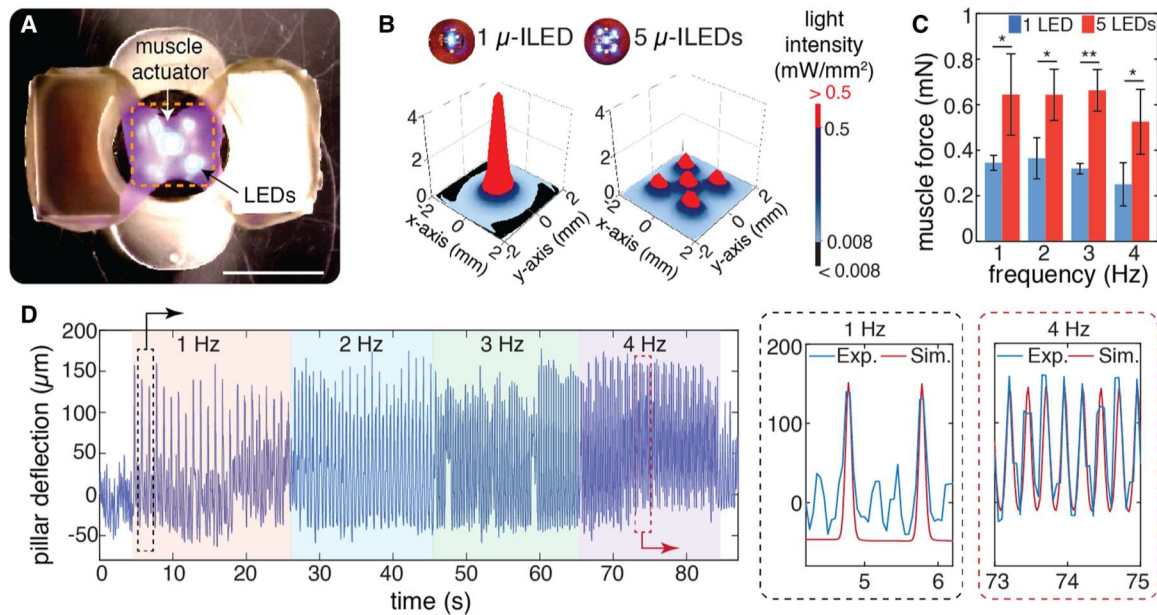 A
muscle
actuator
LEDs
B
1 µ-ILED
5 µ-ILEDs
light
intensity
(mW/mm²)
> 0.5
0.5
0.008
< 0.008
4
2
0
-2
0
2
x-axis (mm)
-2
0
2
y-axis (mm)
4
2
0
-2
0
2
x-axis (mm)
-2
0
2
y-axis (mm)
C
1 LED 5 LEDs
* * ** *
muscle force (mN)
1
0.8
0.6
0.4
0.2
0
1 2 3 4
frequency (Hz)
D
pillar deflection (µm)
200
150
100
50
0
-50
1 Hz 2 Hz 3 Hz 4 Hz
0 10 20 30 40 50 60 70 80
time (s)
1 Hz
Exp. Sim.
200
100
0
5 6
4 Hz
Exp. Sim.
73 74 75